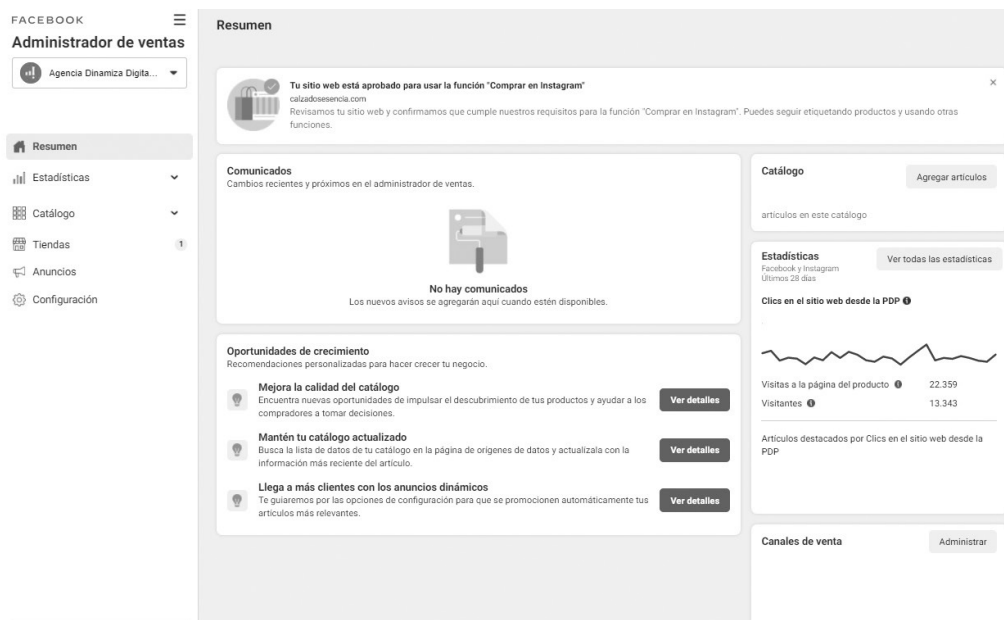 FACEBOOK
Administrador de ventas
Agencia Dinamiza Digita...
Resumen
Estadísticas
Catálogo
Tiendas
1
Anuncios
Configuración
Resumen
Tu sitio web está aprobado para usar la función "Comprar en Instagram"
calzadosesencia.com
Revisamos tu sitio web y confirmamos que cumple nuestros requisitos para la función "Comprar en Instagram". Puedes seguir etiquetando productos y usando otras
funciones.
Comunicados
Cambios recientes y próximos en el administrador de ventas.
No hay comunicados
Los nuevos avisos se agregarán aquí cuando estén disponibles.
Oportunidades de crecimiento
Recomendaciones personalizadas para hacer crecer tu negocio.
Mejora la calidad del catálogo
Encuentra nuevas oportunidades de impulsar el descubrimiento de tus productos y ayudar a los
compradores a tomar decisiones.
Ver detalles
Mantén tu catálogo actualizado
Busca la lista de datos de tu catálogo en la página de orígenes de datos y actualízala con la
información más reciente del artículo.
Ver detalles
Llega a más clientes con los anuncios dinámicos
Te guiaremos por las opciones de configuración para que se promocionen automáticamente tus
artículos más relevantes.
Ver detalles
Catálogo
Agregar artículos
artículos en este catálogo
Estadísticas
Facebook y Instagram
Últimos 28 días
Ver todas las estadísticas
Clics en el sitio web desde la PDP
Visitas a la página del producto 22.359
Visitantes 13.343
Artículos destacados por Clics en el sitio web desde la
PDP
Canales de venta
Administrar